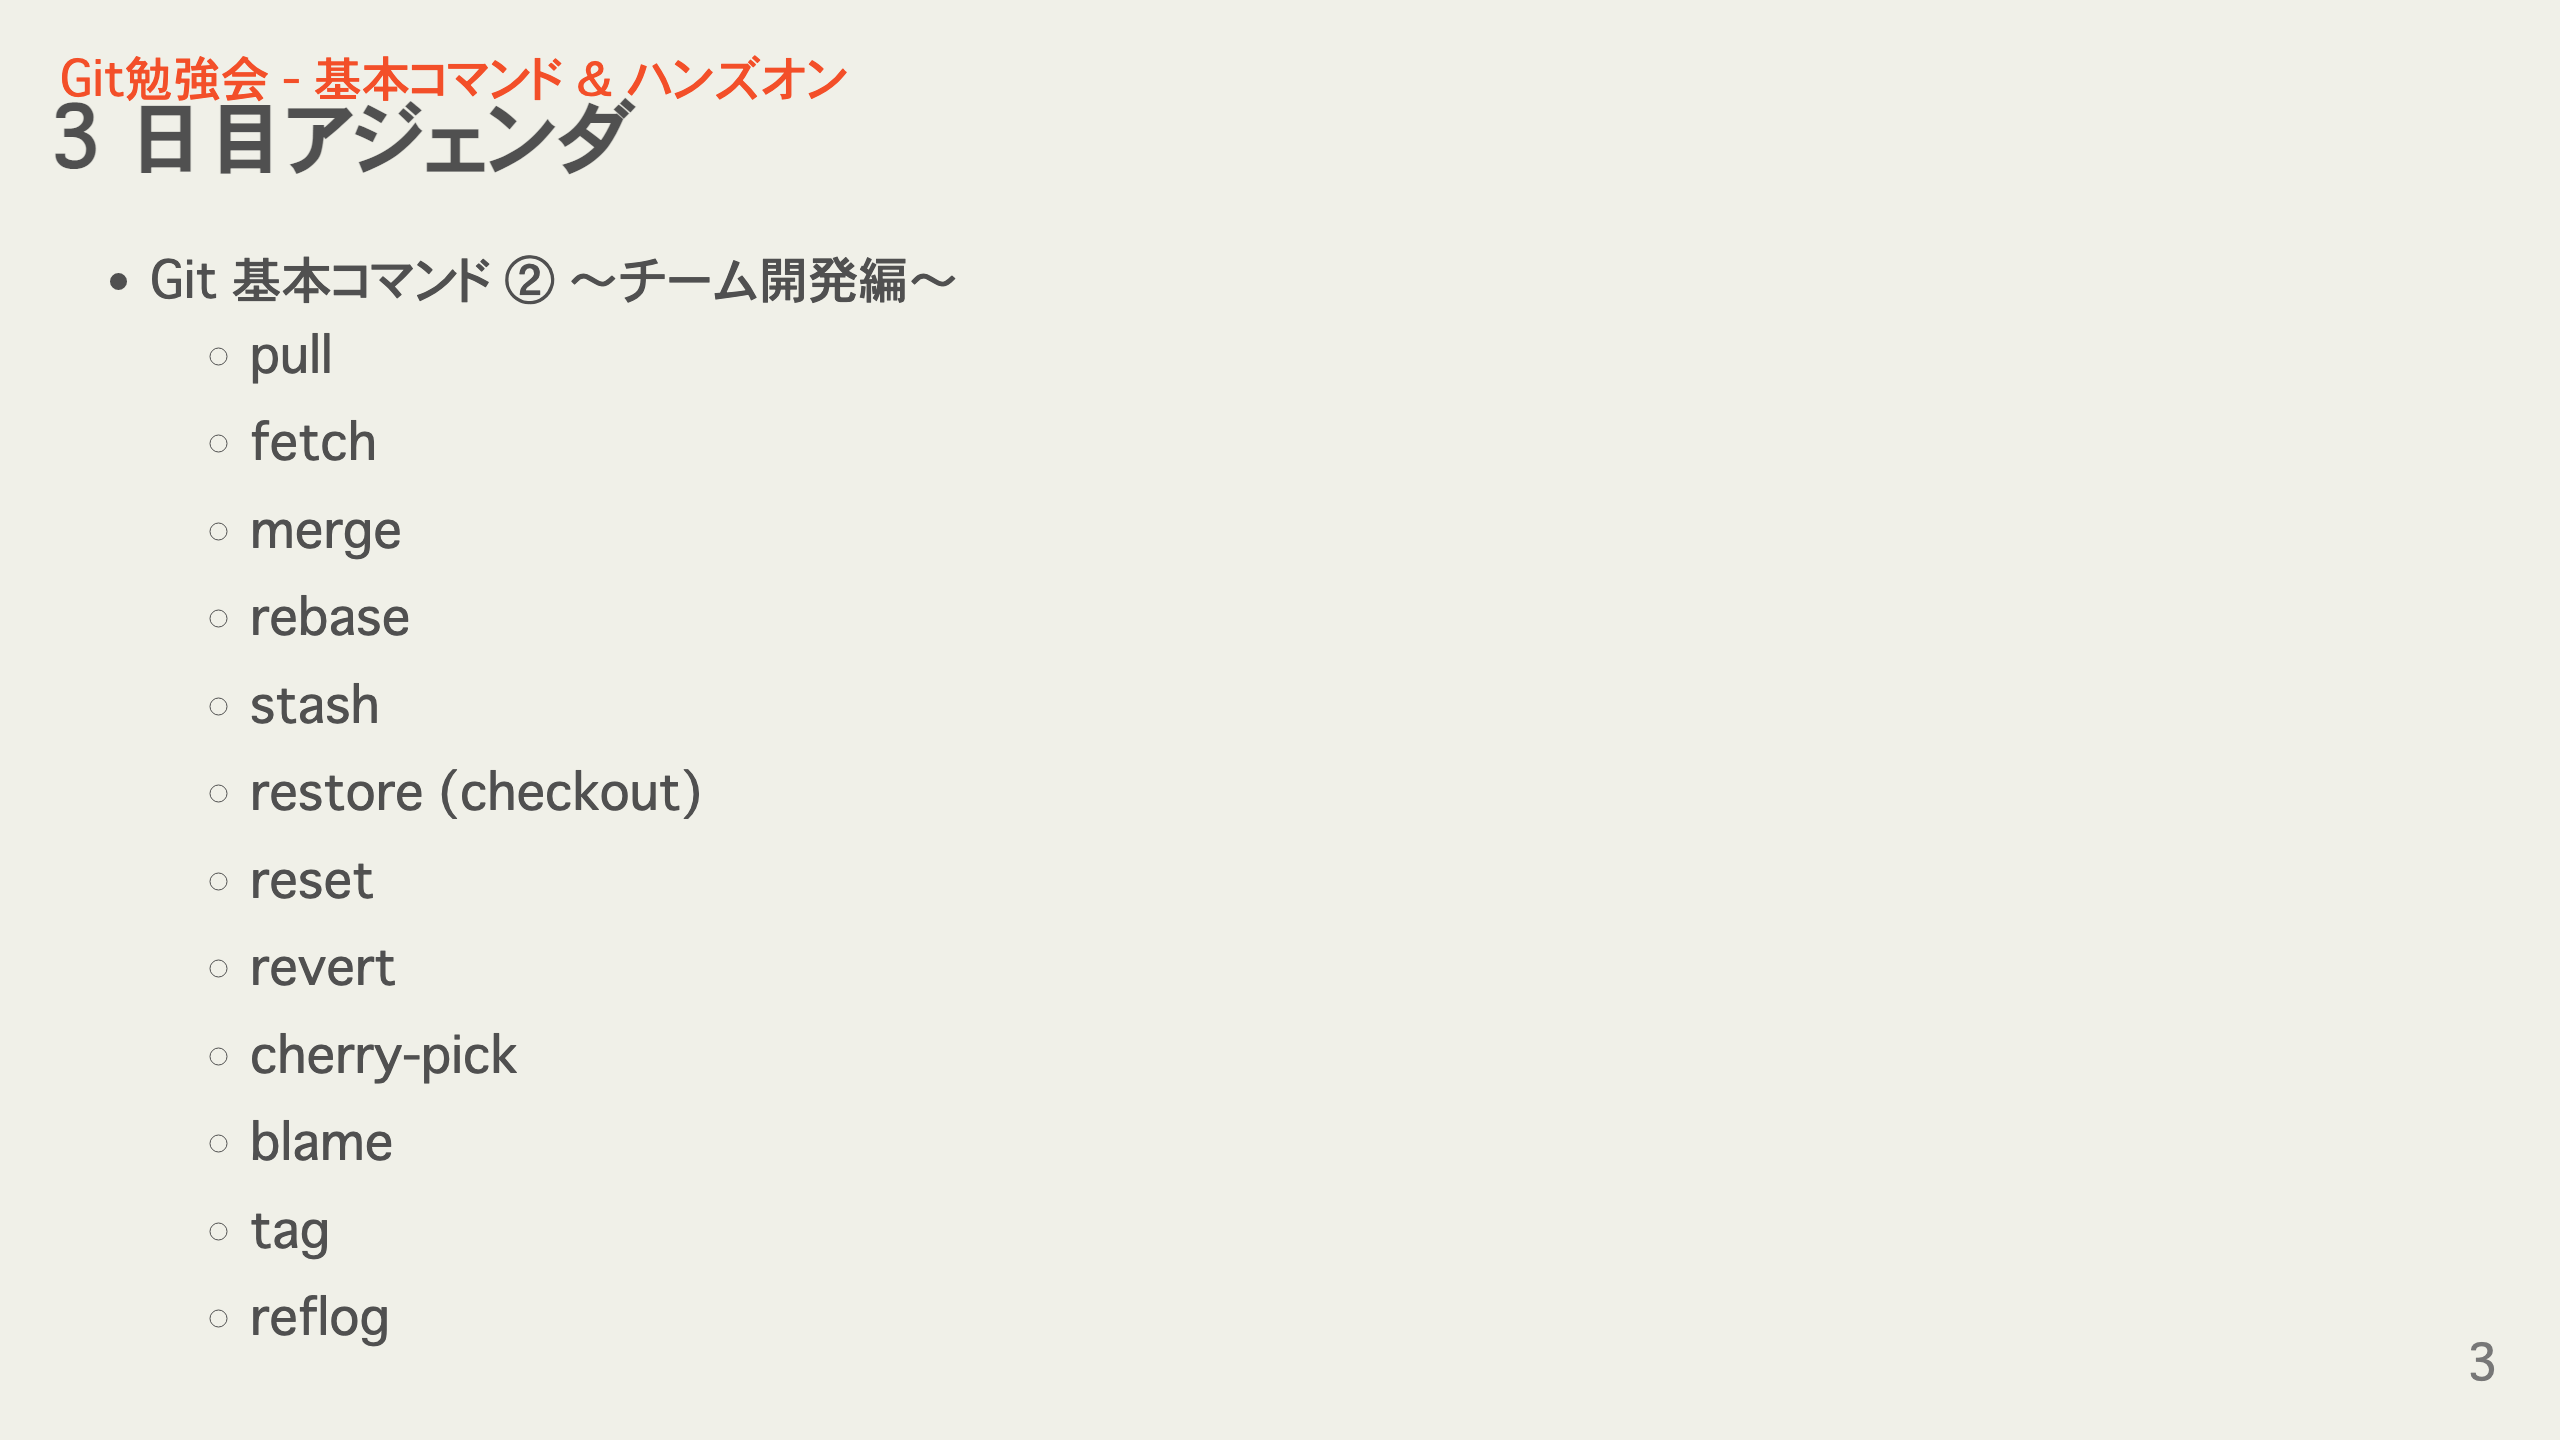 Git勉強会 - 基本コマンド & ハンズオン
3 日目アジェンダ
• Git 基本コマンド ② 〜チーム開発編〜
○ pull
○ fetch
○ merge
○ rebase
○ stash
○ restore (checkout)
○ reset
○ revert
○ cherry-pick
○ blame
○ tag
○ reflog
3